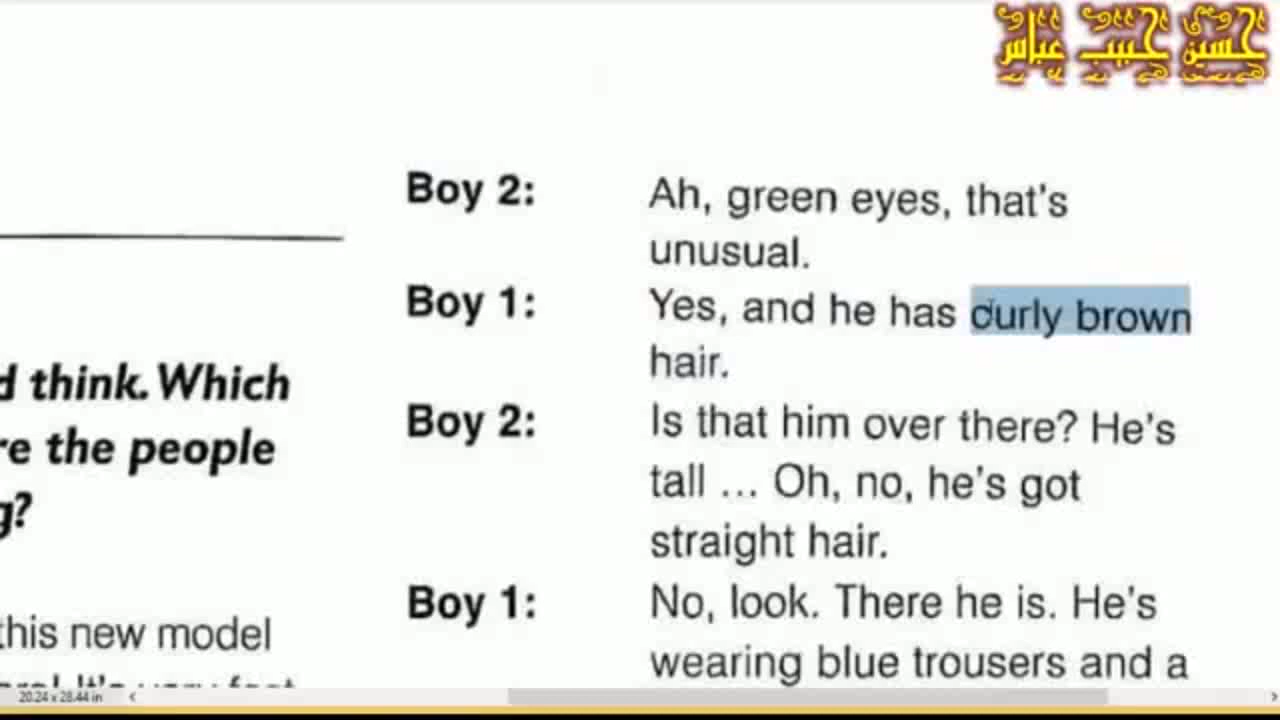 حسين حبيب عباس
Boy 2: Ah, green eyes, that's
unusual.
Boy 1: Yes, and he has curly brown
hair.
d think. Which
Boy 2: Is that him over there? He's
re the people
tall ... Oh, no, he's got
g?
straight hair.
Boy 1: No, look. There he is. He's
this new model
wearing blue trousers and a
20.24 x 28.44 in